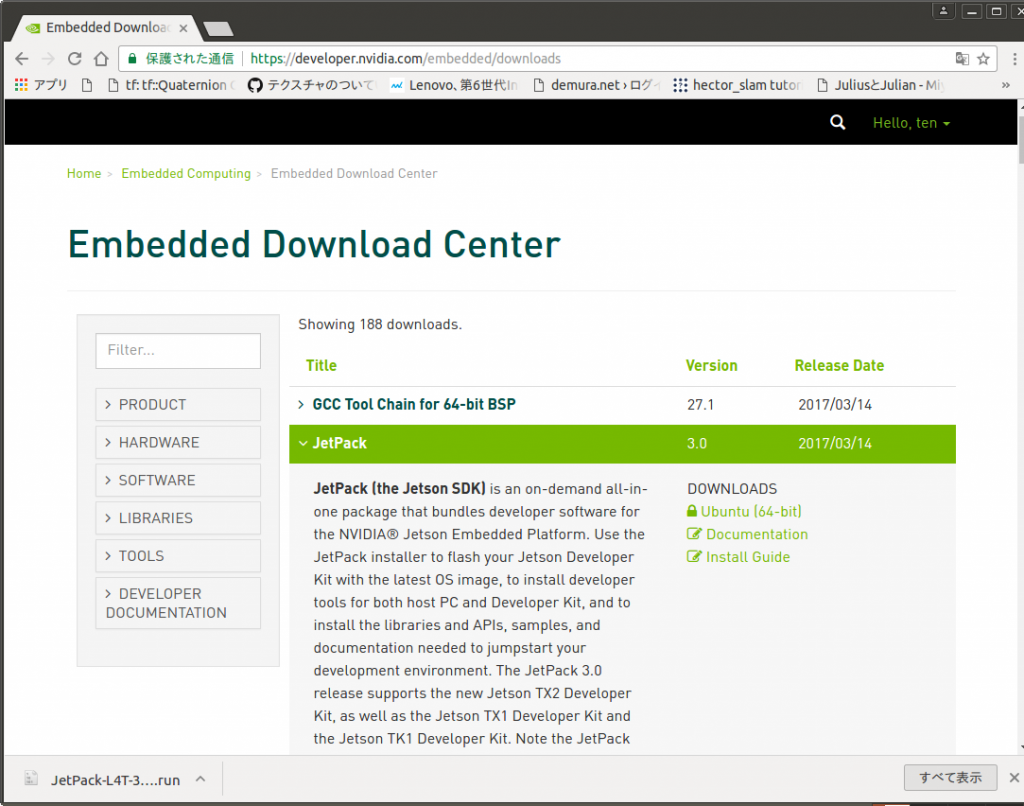 Embedded Downloa
保護された通信 https://developer.nvidia.com/embedded/downloads
アプリ tf: tf::Quaternion テクスチャのついて Lenovo、第6世代In demura.net › ログイ hector_slam tutor JuliusとJulian - Miy »
Hello, ten
Home > Embedded Computing > Embedded Download Center
Embedded Download Center
Showing 188 downloads.
Filter...
Title Version Release Date
PRODUCT
HARDWARE
SOFTWARE
LIBRARIES
TOOLS
DEVELOPER
DOCUMENTATION
GCC Tool Chain for 64-bit BSP 27.1 2017/03/14
JetPack 3.0 2017/03/14
JetPack (the Jetson SDK) is an on-demand all-in-
one package that bundles developer software for
the NVIDIA® Jetson Embedded Platform. Use the
JetPack installer to flash your Jetson Developer
Kit with the latest OS image, to install developer
tools for both host PC and Developer Kit, and to
install the libraries and APIs, samples, and
documentation needed to jumpstart your
development environment. The JetPack 3.0
release supports the new Jetson TX2 Developer
Kit, as well as the Jetson TX1 Developer Kit and
the Jetson TK1 Developer Kit. Note the JetPack
DOWNLOADS
Ubuntu (64-bit)
Documentation
Install Guide
JetPack-L4T-3....run
すべて表示